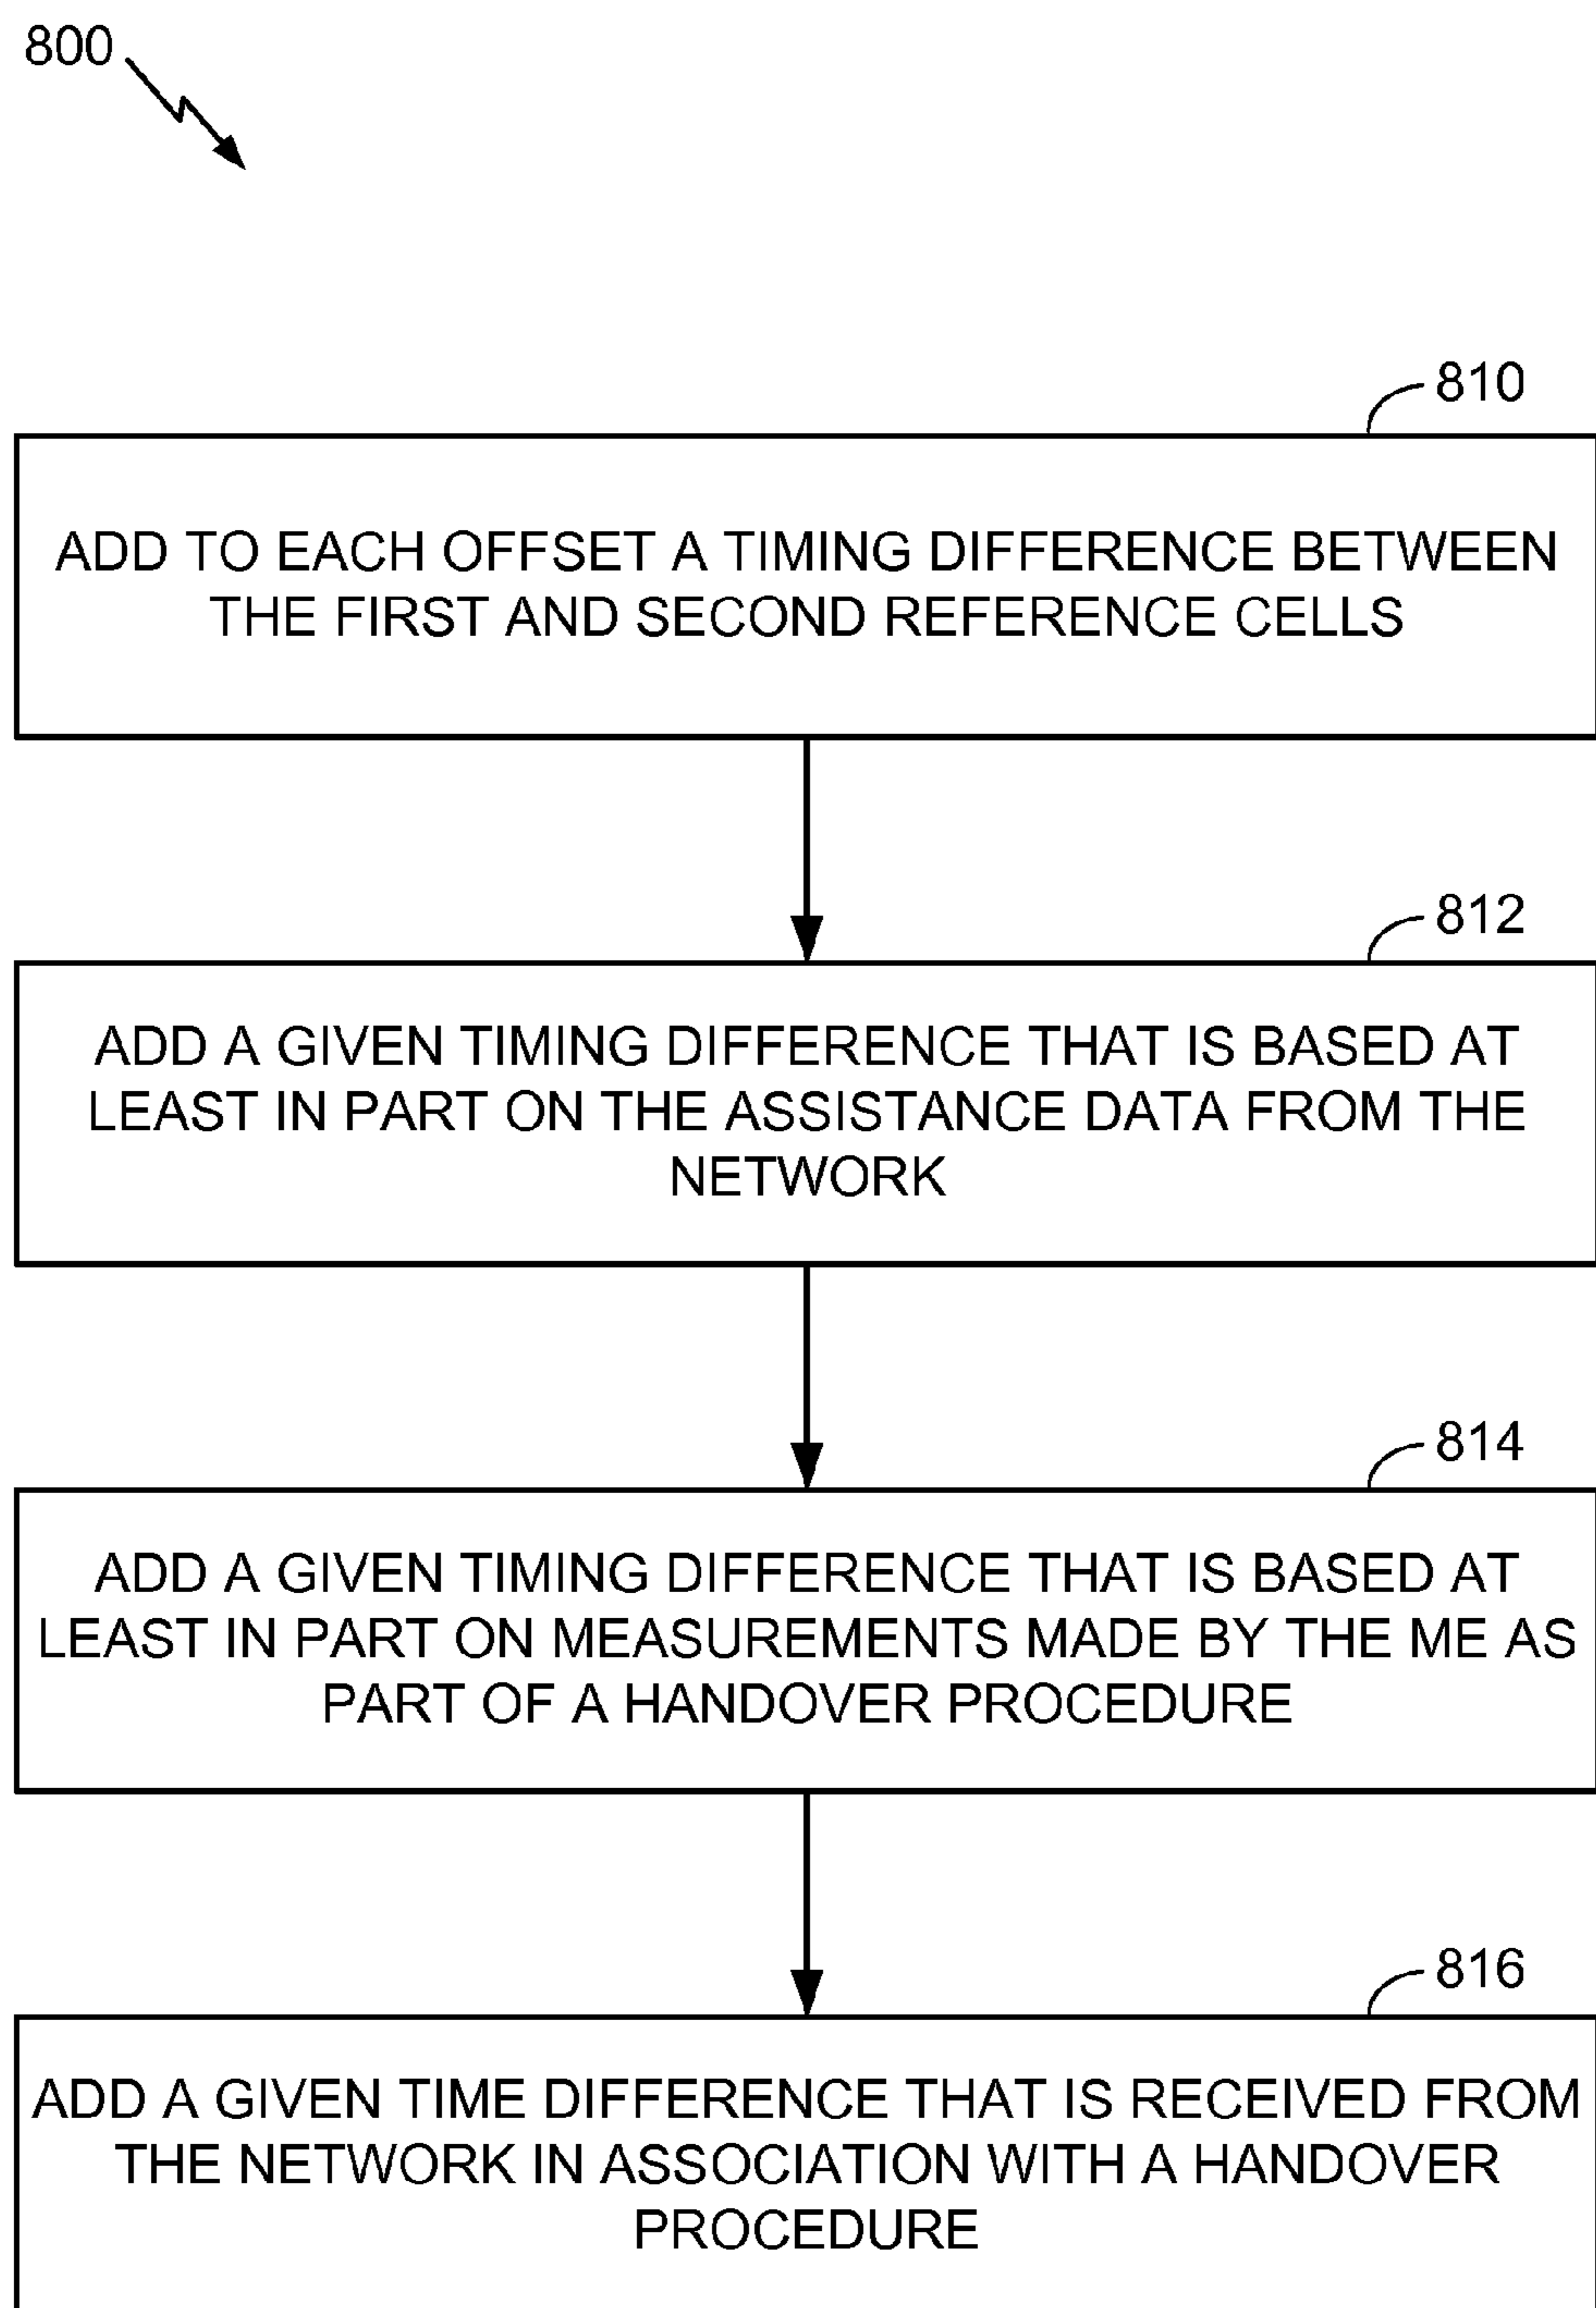 800
810
ADD TO EACH OFFSET A TIMING DIFFERENCE BETWEEN
THE FIRST AND SECOND REFERENCE CELLS
812
ADD A GIVEN TIMING DIFFERENCE THAT IS BASED AT
LEAST IN PART ON THE ASSISTANCE DATA FROM THE
NETWORK
814
ADD A GIVEN TIMING DIFFERENCE THAT IS BASED AT
LEAST IN PART ON MEASUREMENTS MADE BY THE ME AS
PART OF A HANDOVER PROCEDURE
816
ADD A GIVEN TIME DIFFERENCE THAT IS RECEIVED FROM
THE NETWORK IN ASSOCIATION WITH A HANDOVER
PROCEDURE